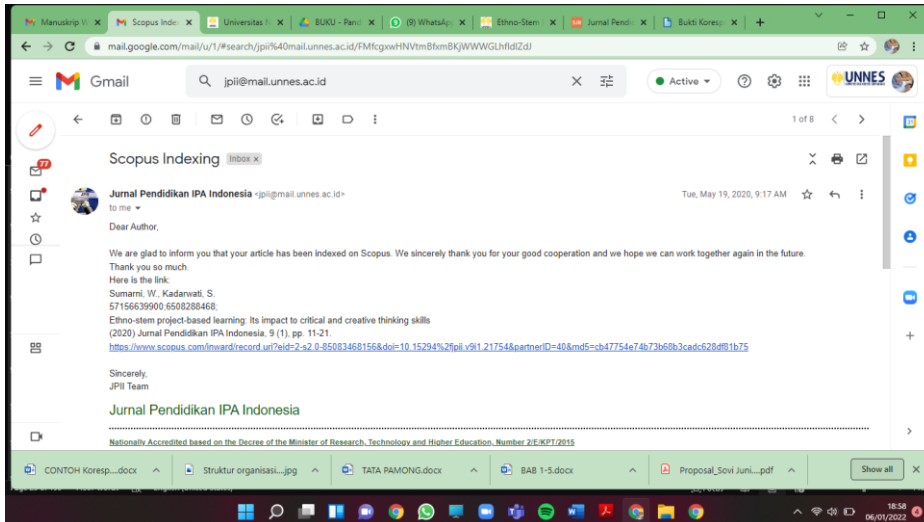 Manuskrip W
Scopus Inde
Universitas N
BUKU - Pand
(9) WhatsAp
Ethno-Stem
Jurnal Pendid
Bukti Koresp
mail.google.com/mail/u/1/#search/jpii%40mail.unnes.ac.id/FMfcgxwHNVtmBfxmBKjWWWGLhfldlZdJ
Gmail
jpii@mail.unnes.ac.id
Active
UNNES
1 of 8
77
Scopus Indexing Inbox x
Jurnal Pendidikan IPA Indonesia <jpii@mail.unnes.ac.id>
Tue, May 19, 2020, 9:17 AM
to me
Dear Author,
We are glad to inform you that your article has been indexed on Scopus. We sincerely thank you for your good cooperation and we hope we can work together again in the future.
Thank you so much.
Here is the link:
Sumarni, W., Kadarwati, S.
57156639900;6508288468;
Ethno-stem project-based learning: Its impact to critical and creative thinking skills
(2020) Jurnal Pendidikan IPA Indonesia, 9 (1), pp. 11-21.
https://www.scopus.com/inward/record.uri?eid=2-s2.0-85083468156&doi=10.15294%2fjpii.v9i1.21754&partnerID=40&md5=cb47754e74b73b68b3cadc628df81b75
Sincerely,
JPII Team
Jurnal Pendidikan IPA Indonesia
Nationally Accredited based on the Decree of the Minister of Research, Technology and Higher Education, Number 2/E/KPT/2015
CONTOH Koresp....docx
Struktur organisasi....jpg
TATA PAMONG.docx
BAB 1-5.docx
Proposal_Sovi Juni....pdf
Show all
18:58
06/01/2022